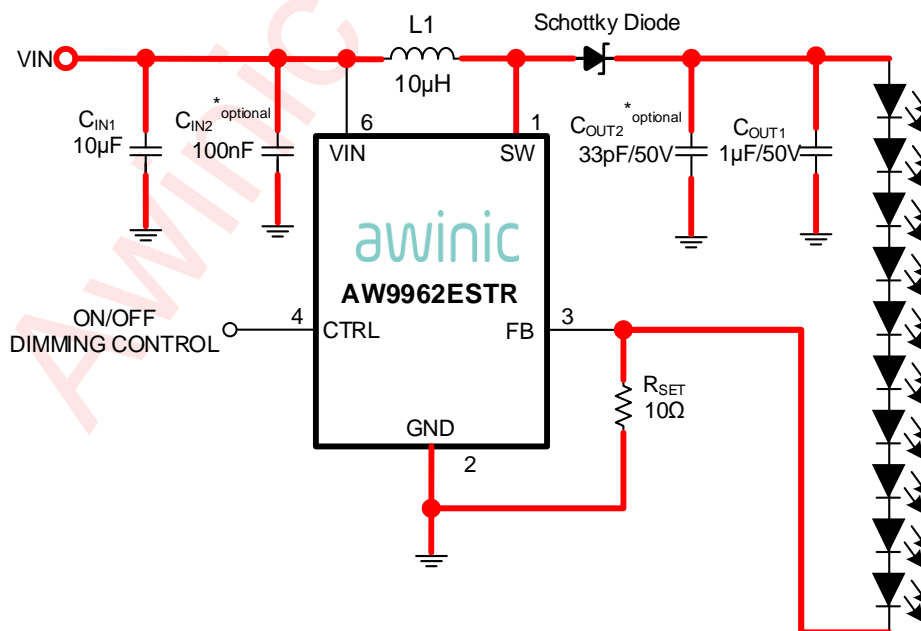 L1
Schottky Diode
VIN
10µH
CIN1
10µF
CIN2 *optional
100nF
6
1
COUT2 *optional
33pF/50V
COUT1
1µF/50V
VIN
SW
awinic
AW9962ESTR
ON/OFF
DIMMING CONTROL
4
CTRL
FB
3
RSET
10Ω
GND
2
Awinic